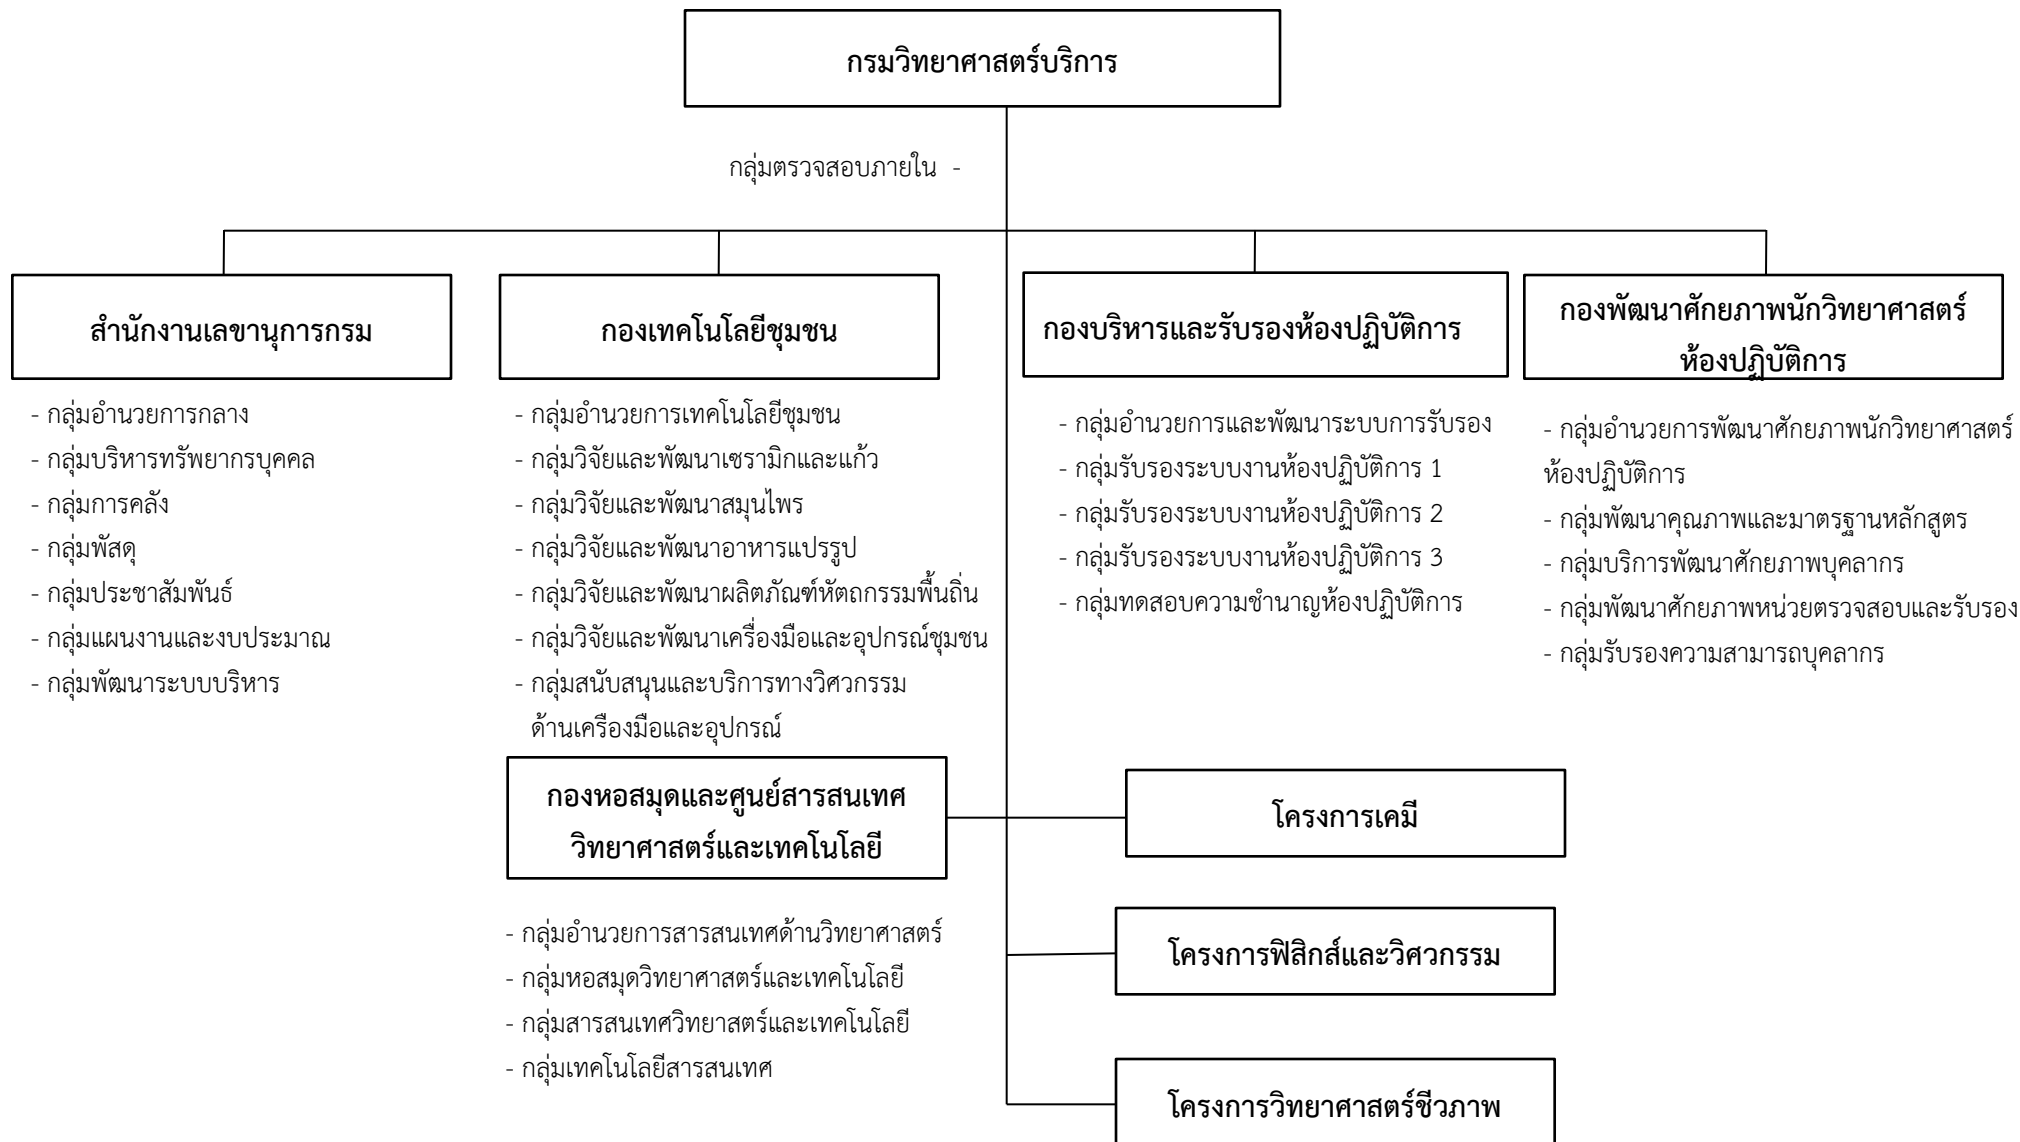 กรมวิทยาศาสตร์บริการ
กลุ่มตรวจสอบภายใน -
สำนักงานเลขานุการกรม
- กลุ่มอำนวยการกลาง
- กลุ่มบริหารทรัพยากรบุคคล
- กลุ่มการคลัง
- กลุ่มพัสดุ
- กลุ่มประชาสัมพันธ์
- กลุ่มแผนงานและงบประมาณ
- กลุ่มพัฒนาระบบบริหาร
กองเทคโนโลยีชุมชน
- กลุ่มอำนวยการเทคโนโลยีชุมชน
- กลุ่มวิจัยและพัฒนาเซรามิกและแก้ว
- กลุ่มวิจัยและพัฒนาสมุนไพร
- กลุ่มวิจัยและพัฒนาอาหารแปรรูป
- กลุ่มวิจัยและพัฒนาผลิตภัณฑ์หัตถกรรมพื้นถิ่น
- กลุ่มวิจัยและพัฒนาเครื่องมือและอุปกรณ์ชุมชน
- กลุ่มสนับสนุนและบริการทางวิศวกรรม
ด้านเครืองมือและอุปกรณ์
กองบริหารและรับรองห้องปฏิบัติการ
- กลุ่มอำนวยการและพัฒนาระบบการรับรอง
- กลุ่มรับรองระบบงานห้องปฏิบัติการ 1
- กลุ่มรับรองระบบงานห้องปฏิบัติการ 2
- กลุ่มรับรองระบบงานห้องปฏิบัติการ 3
- กลุ่มทดสอบความชำนาญห้องปฏิบัติการ
กองพัฒนาศักยภาพนักวิทยาศาสตร์
ห้องปฏิบัติการ
- กลุ่มอำนวยการพัฒนาศักยภาพนักวิทยาศาสตร์
ห้องปฏิบัติการ
- กลุ่มพัฒนาคุณภาพและมาตรฐานหลักสูตร
- กลุ่มบริการพัฒนาศักยภาพบุคลากร
- กลุ่มพัฒนาศักยภาพหน่วยตรวจสอบและรับรอง
- กลุ่มรับรองความสามารถบุคลากร
กองหอสมุดและศูนย์สารสนเทศ
วิทยาศาสตร์และเทคโนโลยี
- กลุ่มอำนวยการสารสนเทศด้านวิทยาศาสตร์
- กลุ่มหอสมุดวิทยาศาสตร์และเทคโนโลยี
- กลุ่มสารสนเทศวิทยาสตร์และเทคโนโลยี
- กลุ่มเทคโนโลยีสารสนเทศ
โครงการเคมี
โครงการฟิสิกส์และวิศวกรรม
โครงการวิทยาศาสตร์ชีวภาพ